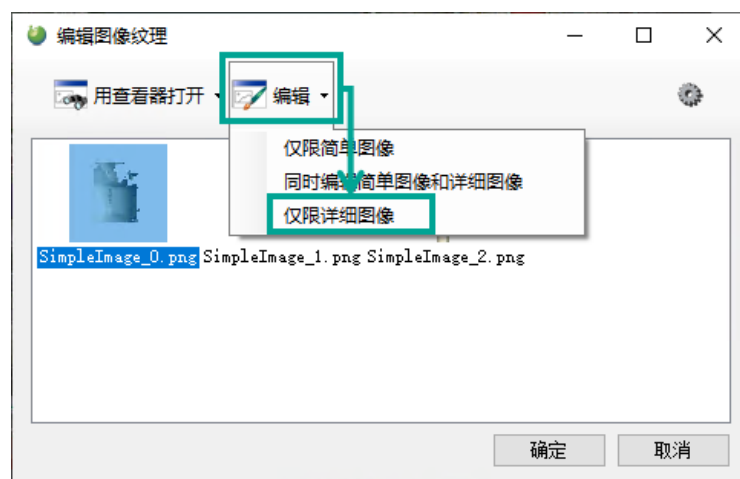 编辑图像纹理
用查看器打开 编辑
仅限简单图像
同时编辑简单图像和详细图像
仅限详细图像
SimpleImage_0.png SimpleImage_1.png SimpleImage_2.png
确定 取消